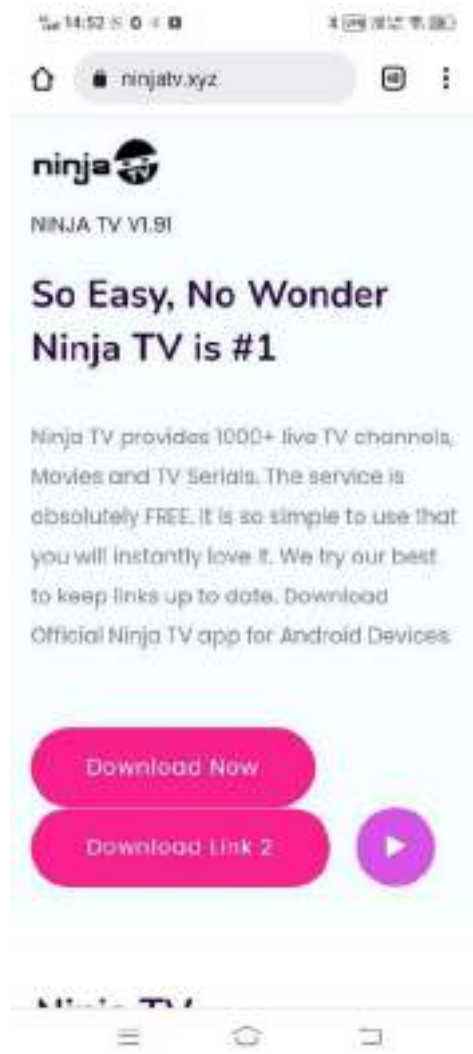 14:52
ninjatv.xyz
ninja
NINJA TV V1.91
So Easy, No Wonder
Ninja TV is #1
Ninja TV provides 1000+ live TV channels,
Movies and TV Serials. The service is
absolutely FREE. It is so simple to use that
you will instantly love it. We try our best
to keep links up to date. Download
Official Ninja TV app for Android Devices.
Download Now
Download Link 2
Ninja TV